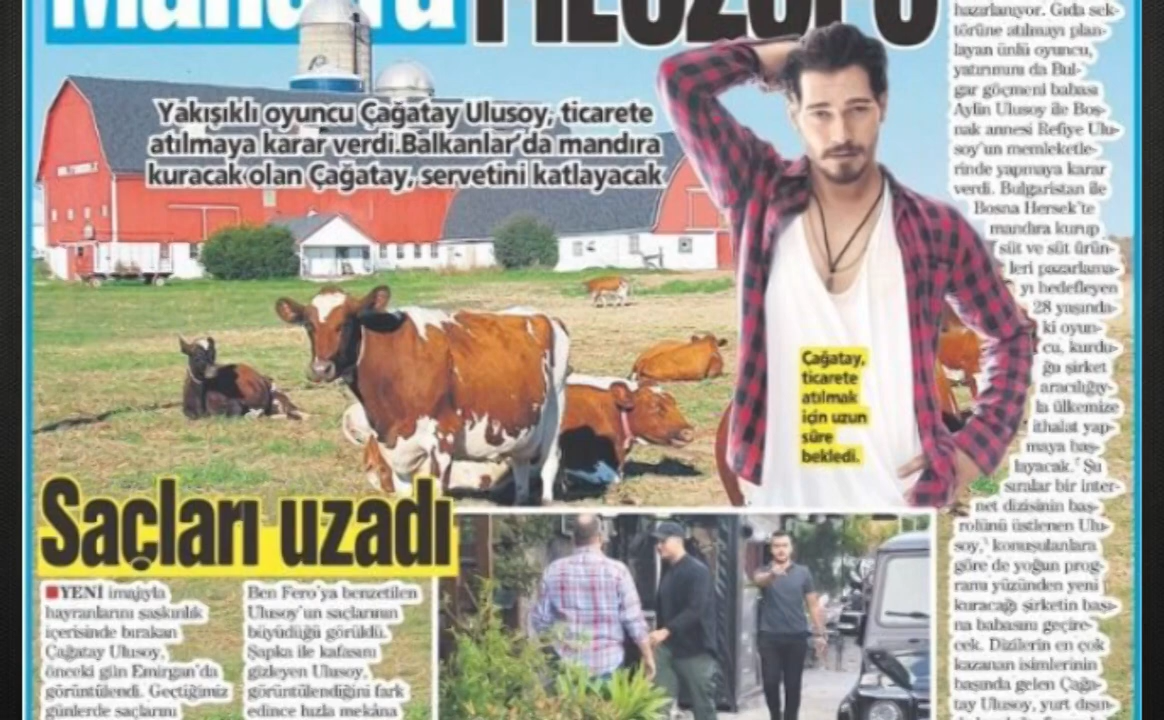 Mandıra
FİLOZOFU
Yakışıklı oyuncu Çağatay Ulusoy, ticarete
atılmaya karar verdi.Balkanlar'da mandıra
kuracak olan Çağatay, servetini katlayacak
hazırlanıyor. Gıda sek-
törüne atılmayı plan-
layan ünlü oyuncu,
yatırımını da Bul-
gar göçmeni babası
Aylin Ulusoy ile Boş-
nak annesi Refiye Ulu-
soy'un memleketle-
rinde yapmaya karar
verdi. Bulgaristan ile
Bosna Hersek'te
mandıra kurup
süt ve süt ürün-
leri pazarlama-
yı hedefleyen
28 yaşında-
ki oyun-
cu, kurdu-
ğu şirket
aracılığıy-
la ülkemize
ithalat yap-
maya baş-
layacak. Şu
sıralar bir inter-
net dizisinin baş-
rolünü üstlenen Ulu-
soy, konuşulanlara
göre de yoğun prog-
ramı yüzünden yeni
kuracağı şirketin başı-
na babasını geçire-
cek. Dizilerin en çok
kazanan isimlerinin
başında gelen Çağa-
tay Ulusoy, yurt dışın-
Çağatay,
ticarete
atılmak
için uzun
süre
bekledi.
Saçları uzadı
YENİ imajıyla
hayranlarını şaşkınlık
içerisinde bırakan
Çağatay Ulusoy,
önceki gün Emirgan'da
görüntülendi. Geçtiğimiz
günlerde saçlarını
Ben Fero'ya benzetilen
Ulusoy'un saçlarının
büyüdüğü görüldü.
Şapka ile kafasını
gizleyen Ulusoy,
görüntülendiğini fark
edince hızla mekâna